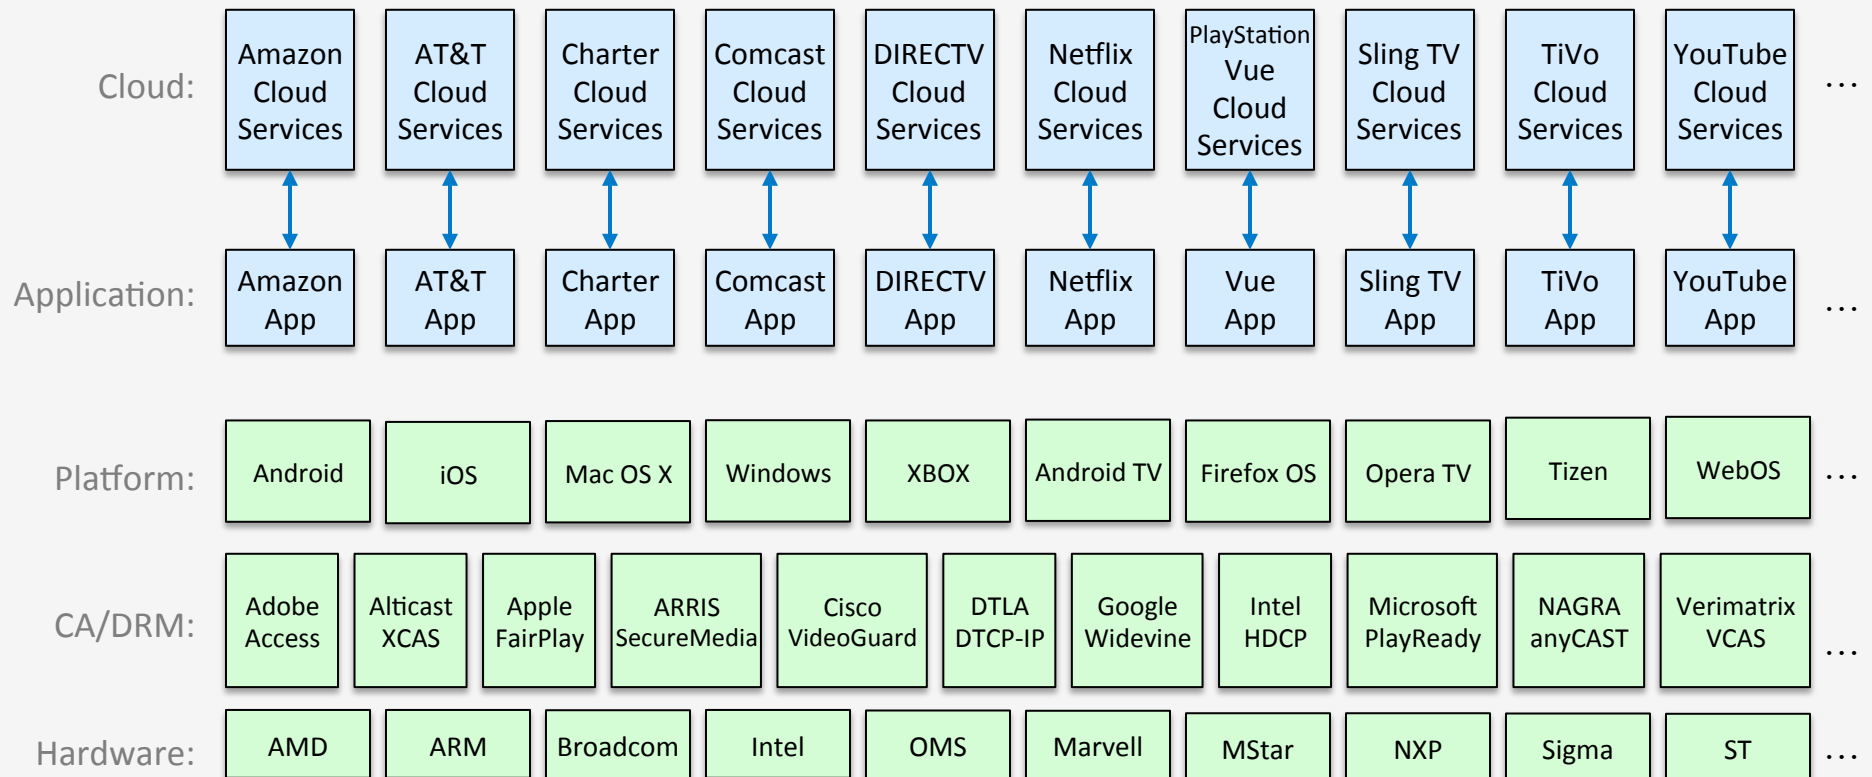 Cloud:
Amazon
Cloud
Services
AT&T
Cloud
Services
Charter
Cloud
Services
Comcast
Cloud
Services
DIRECTV
Cloud
Services
Netflix
Cloud
Services
PlayStation
Vue
Cloud
Services
Sling TV
Cloud
Services
TiVo
Cloud
Services
YouTube
Cloud
Services
...
Application:
Amazon
App
AT&T
App
Charter
App
Comcast
App
DIRECTV
App
Netflix
App
Vue
App
Sling TV
App
TiVo
App
YouTube
App
...
Platform:
Android
iOS
Mac OS X
Windows
XBOX
Android TV
Firefox OS
Opera TV
Tizen
WebOS
...
CA/DRM:
Adobe
Access
Alticast
XCAS
Apple
FairPlay
ARRIS
SecureMedia
Cisco
VideoGuard
DTLA
DTCP-IP
Google
Widevine
Intel
HDCP
Microsoft
PlayReady
NAGRA
anyCAST
Verimatrix
VCAS
...
Hardware:
AMD
ARM
Broadcom
Intel
OMS
Marvell
MStar
NXP
Sigma
ST
...